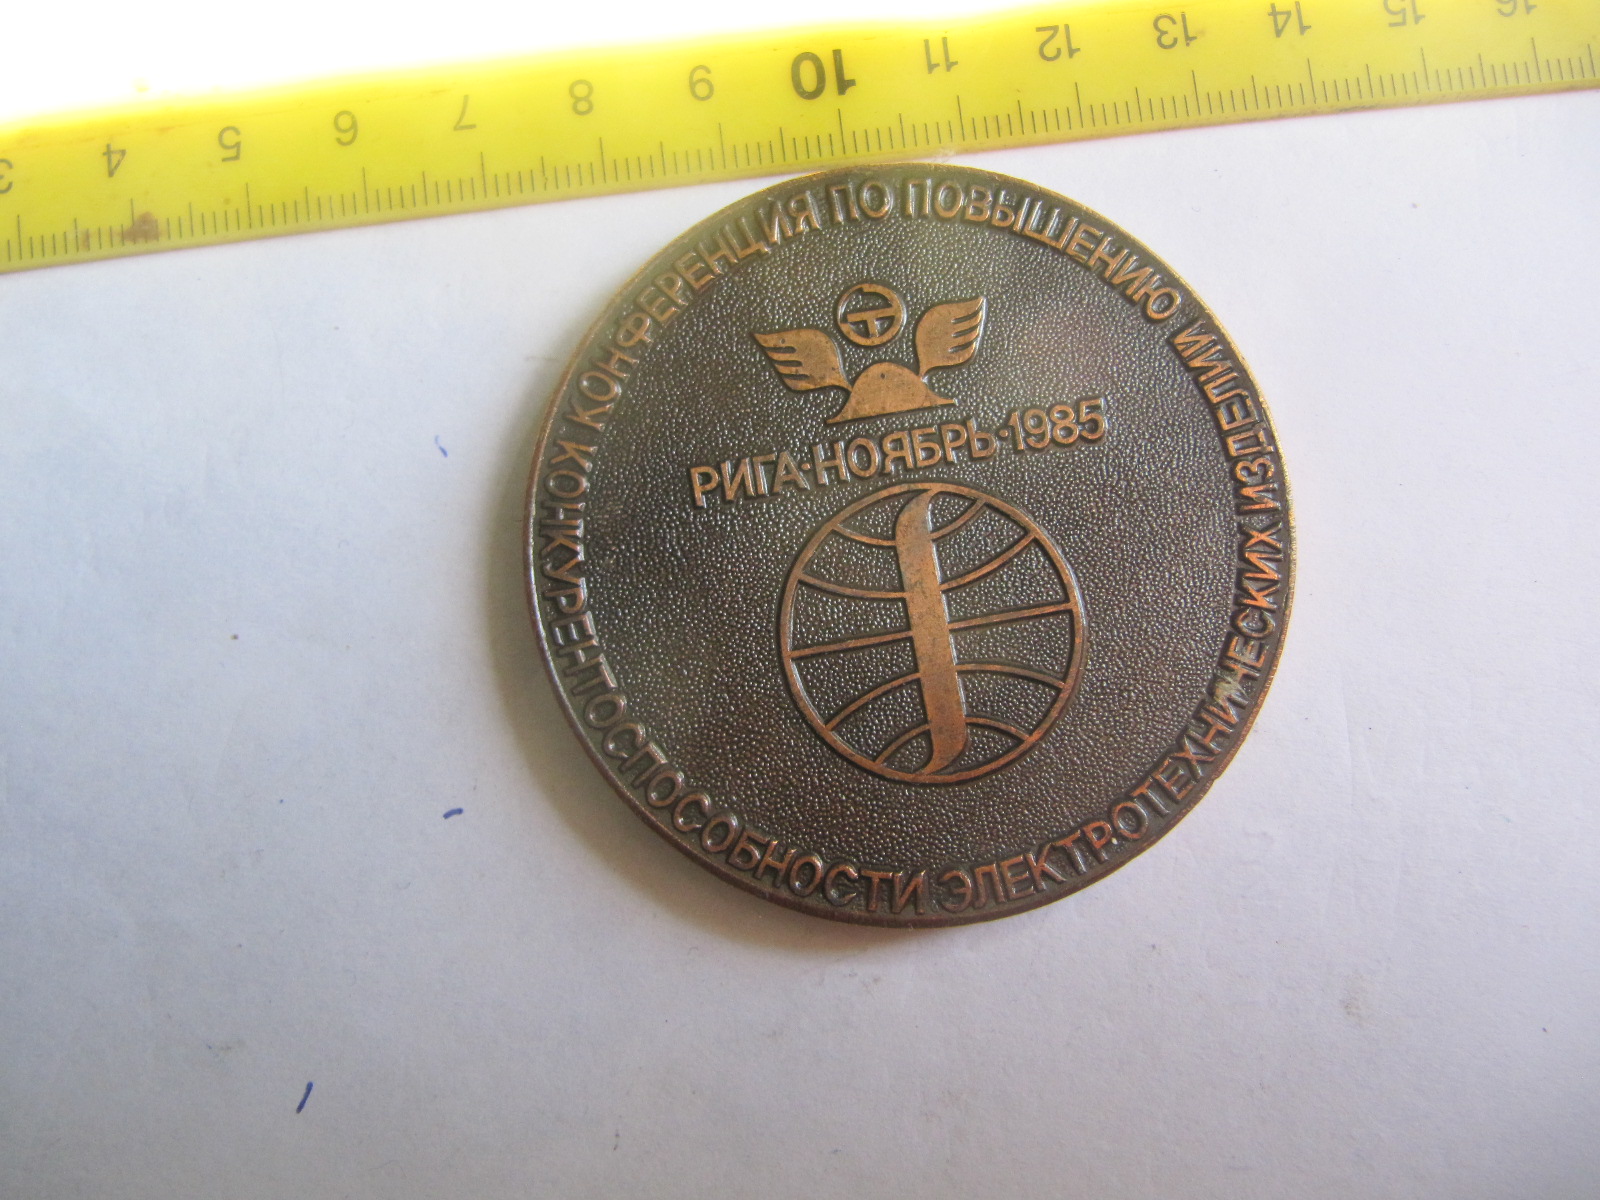 3 4 5 6 7 8 9 10 11 12 13 14 15 16
КОНФЕРЕНЦИЯ ПО ПОВЫШЕНИЮ
КОНКУРЕНТОСПОСОБНОСТИ ЭЛЕКТРОТЕХНИЧЕСКИХ ИЗДЕЛИЙ
РИГА·НОЯБРЬ·1985